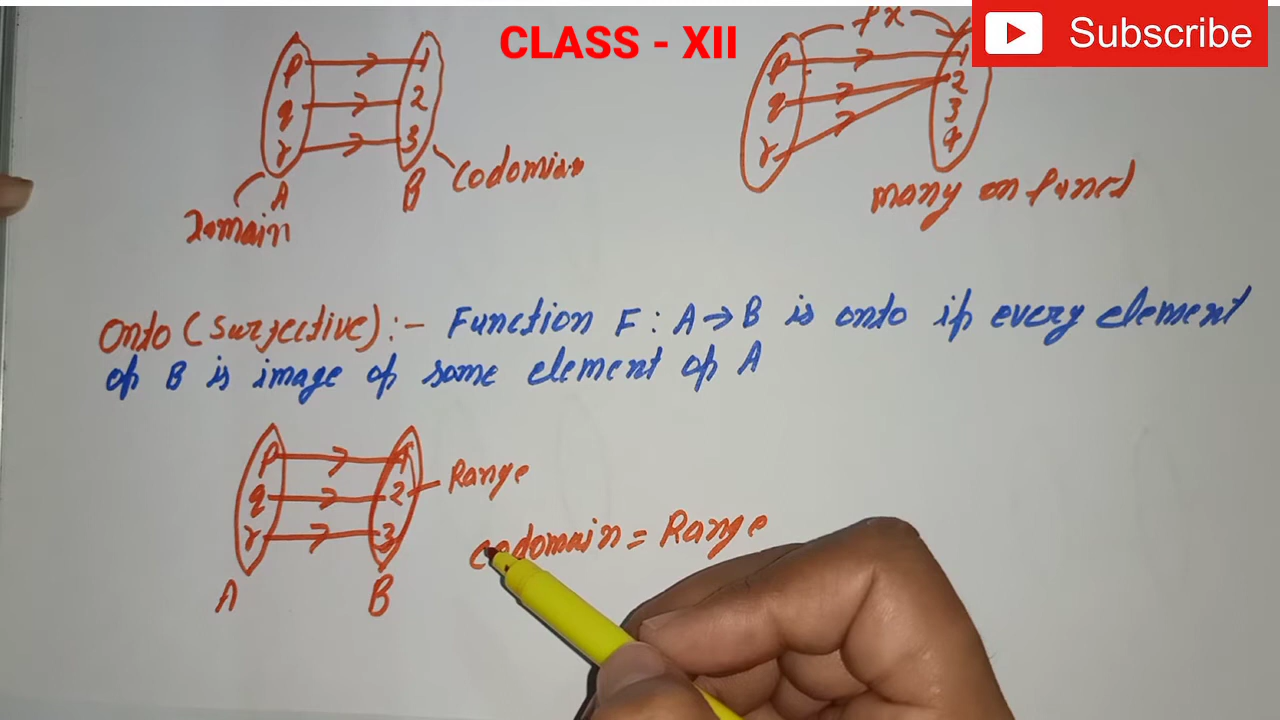 CLASS - XII
Subscribe
p 1
q 2
r 3
A B
Domain
Codomian
fx
p 1
q 2
r 3
4
many on funct
Onto (Surjective) :- Function F : A → B is onto if every element
of B is image of some element of A
p 1
q 2
r 3
A B
Range
codomain = Range